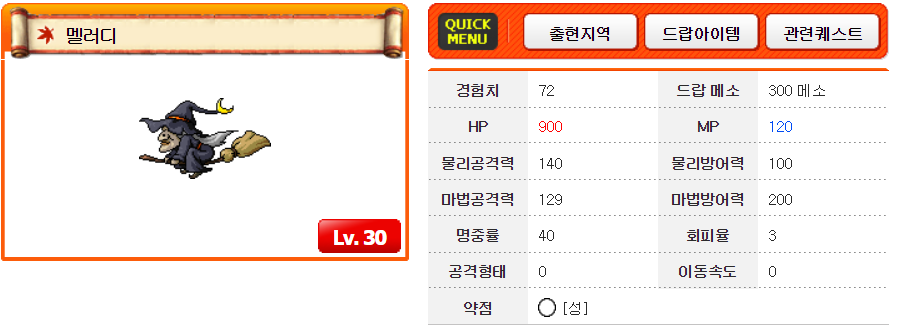 멜러디
Lv. 30
QUICK MENU 출현지역 드랍아이템 관련퀘스트
경험치 72 드랍 메소 300 메소
HP 900 MP 120
물리공격력 140 물리방어력 100
마법공격력 129 마법방어력 200
명중률 40 회피율 3
공격형태 0 이동속도 0
약점 [성]